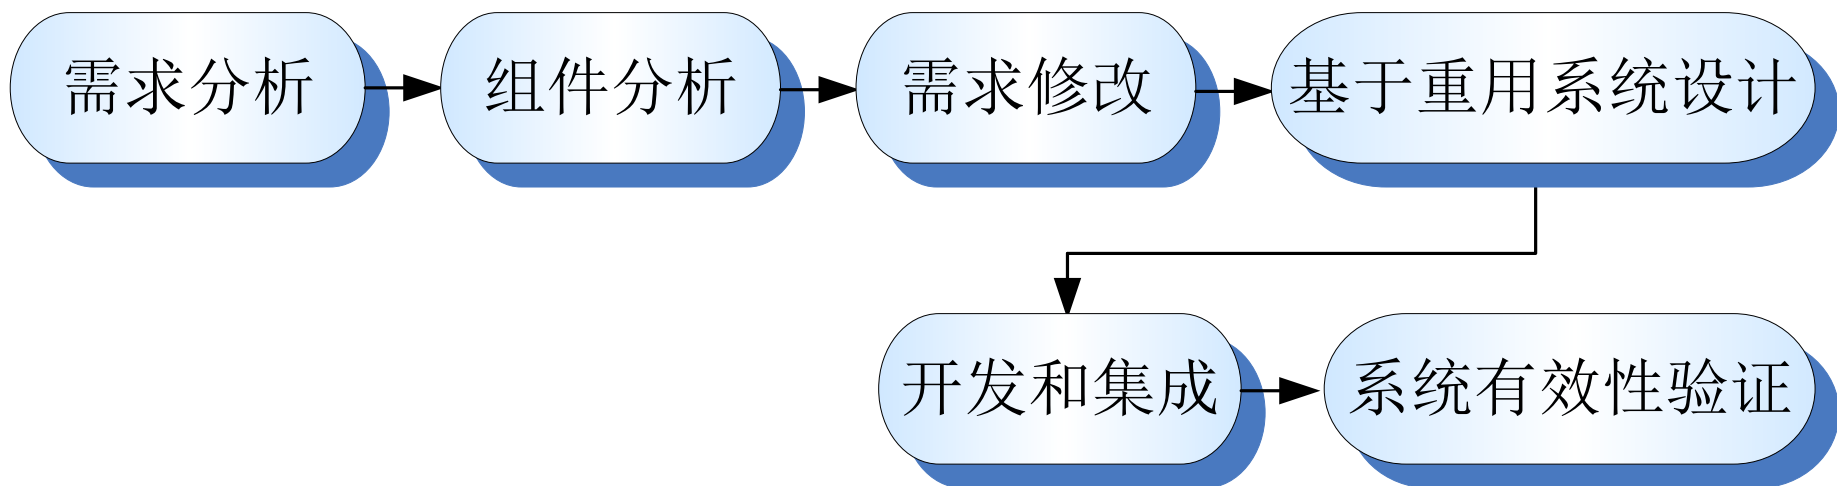 需求分析
组件分析
需求修改
基于重用系统设计
开发和集成
系统有效性验证